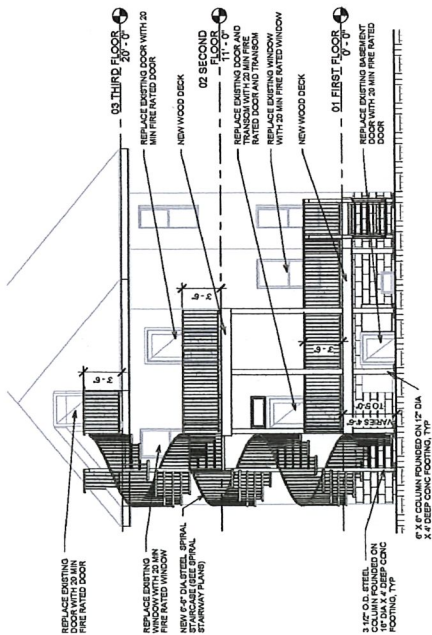 03 THIRD FLOOR
20' - 0"
REPLACE EXISTING DOOR WITH 20
MIN FIRE RATED DOOR
NEW WOOD DECK
02 SECOND
FLOOR
11' - 0"
REPLACE EXISTING DOOR AND
TRANSOM WITH 20 MIN FIRE
RATED DOOR AND TRANSOM
REPLACE EXISTING WINDOW
WITH 20 MIN FIRE RATED WINDOW
NEW WOOD DECK
01 FIRST FLOOR
0' - 0"
REPLACE EXISTING BASEMENT
DOOR WITH 20 MIN FIRE RATED
DOOR
3' - 6"
3' - 6"
3' - 6"
VARIES 4'-6"
TO 5'-0"
REPLACE EXISTING
DOOR WITH 20 MIN
FIRE RATED DOOR
REPLACE EXISTING
WINDOW WITH 20 MIN
FIRE RATED WINDOW
NEW 6'-6" DIA STEEL SPIRAL
STAIRCASE (SEE SPIRAL
STAIRWAY PLANS)
3 1/2" O.D. STEEL
COLUMN FOUNDED ON
16" DIA X 4' DEEP CONC
FOOTING, TYP
6" X 6" COLUMN FOUNDED ON 12" DIA
X 4' DEEP CONC FOOTING, TYP